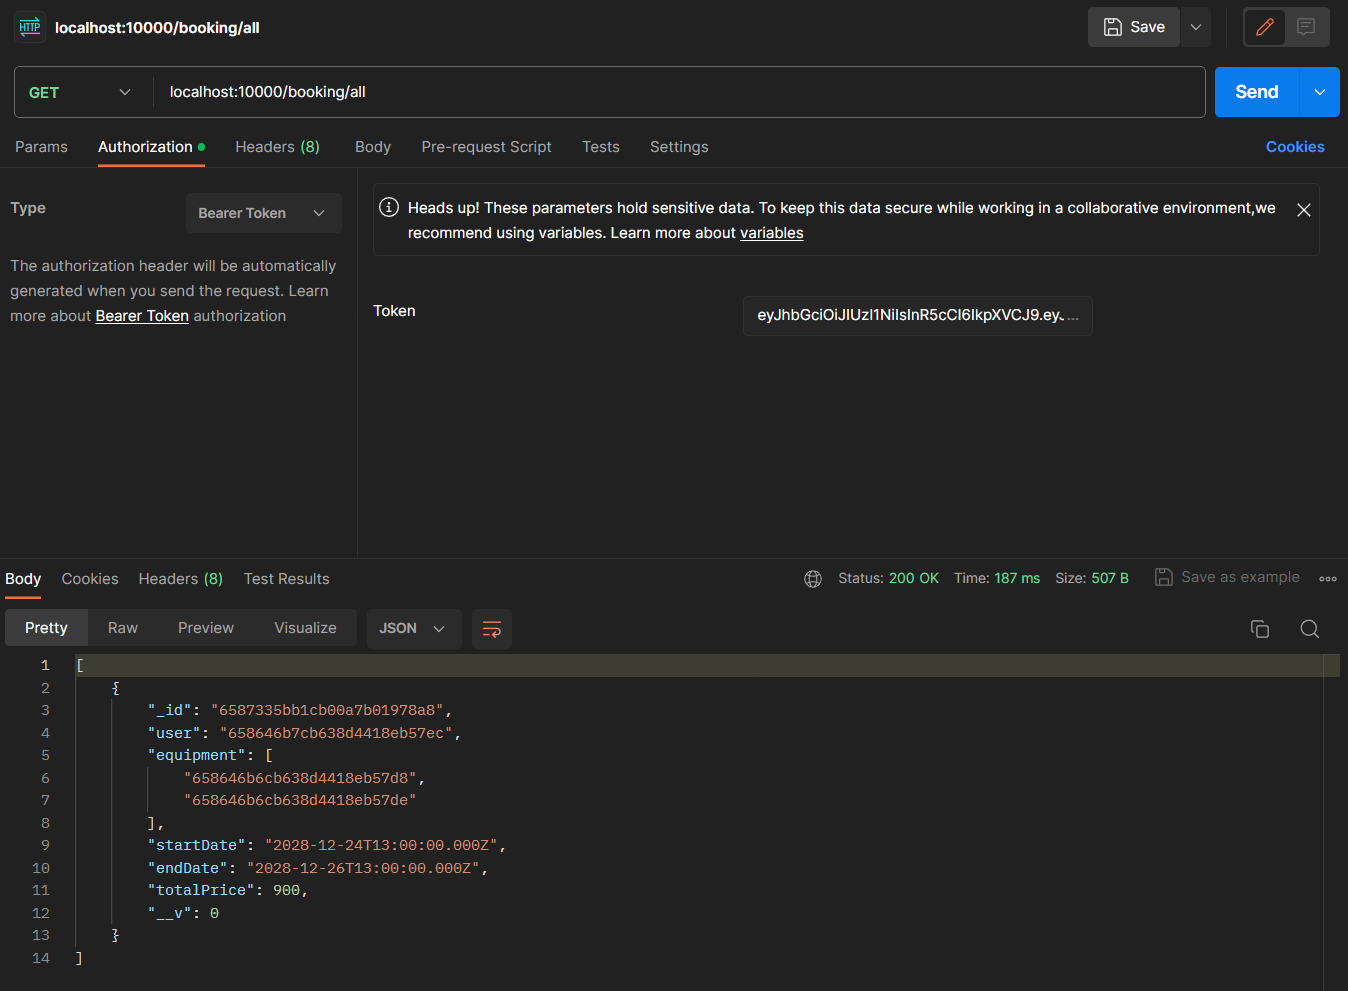 HTTP localhost:10000/booking/all
Save
GET localhost:10000/booking/all
Send
Params Authorization Headers (8) Body Pre-request Script Tests Settings Cookies
Type Bearer Token
The authorization header will be automatically
generated when you send the request. Learn
more about Bearer Token authorization
Heads up! These parameters hold sensitive data. To keep this data secure while working in a collaborative environment,we
recommend using variables. Learn more about variables
Token eyJhbGciOiJIUzI1NiIsInR5cCI6IkpXVCJ9.eyJ...
Body Cookies Headers (8) Test Results Status: 200 OK Time: 187 ms Size: 507 B Save as example
Pretty Raw Preview Visualize JSON
1 [
2 {
3 "_id": "6587335bb1cb00a7b01978a8",
4 "user": "658646b7cb638d4418eb57ec",
5 "equipment": [
6 "658646b6cb638d4418eb57d8",
7 "658646b6cb638d4418eb57de"
8 ],
9 "startDate": "2028-12-24T13:00:00.000Z",
10 "endDate": "2028-12-26T13:00:00.000Z",
11 "totalPrice": 900,
12 "__v": 0
13 }
14 ]